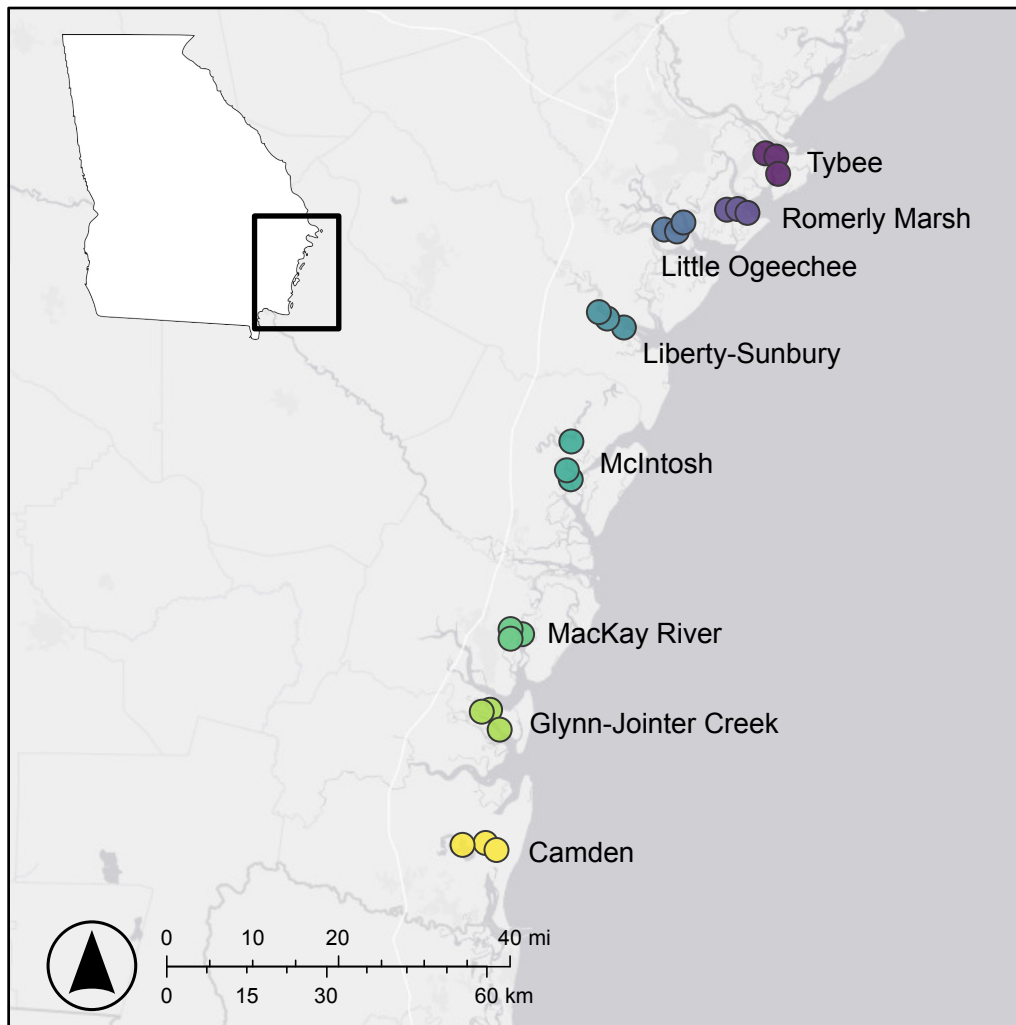 Tybee
Romerly Marsh
Little Ogeechee
Liberty-Sunbury
McIntosh
MacKay River
Glynn-Jointer Creek
Camden
0 10 20 40 mi
0 15 30 60 km